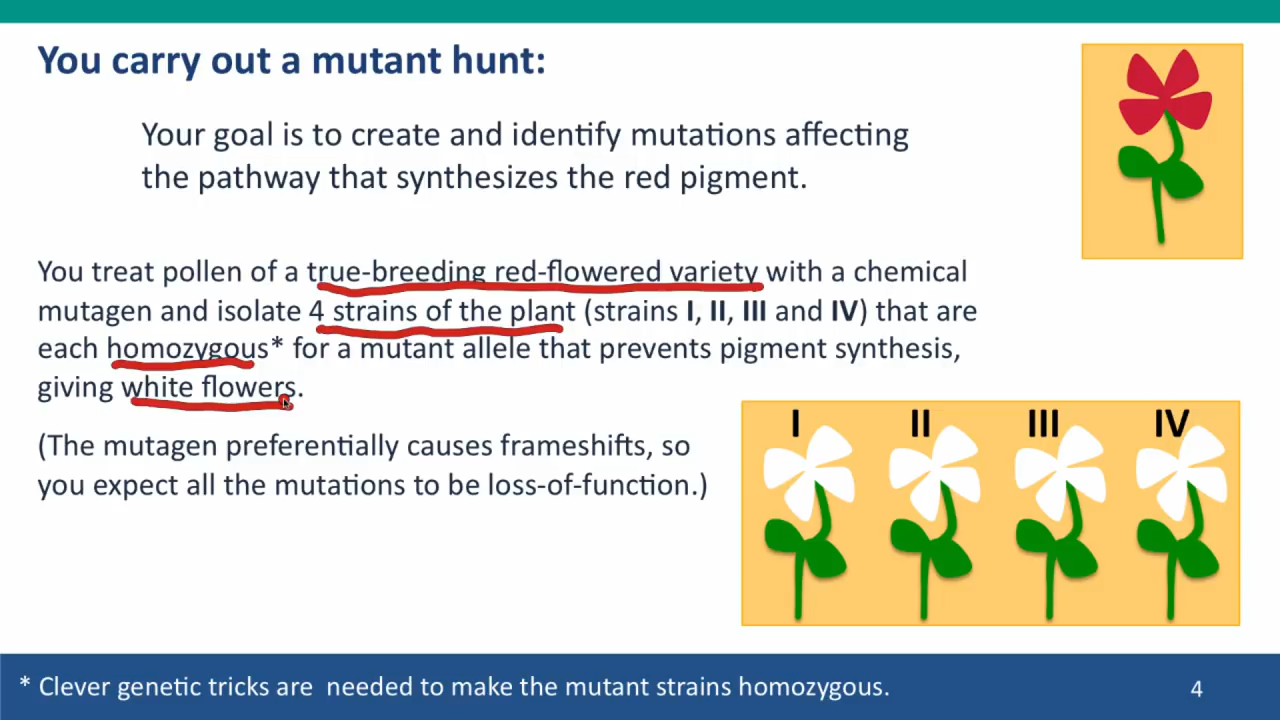 You carry out a mutant hunt:
Your goal is to create and identify mutations affecting
the pathway that synthesizes the red pigment.
You treat pollen of a true-breeding red-flowered variety with a chemical
mutagen and isolate 4 strains of the plant (strains I, II, III and IV) that are
each homozygous* for a mutant allele that prevents pigment synthesis,
giving white flowers.
I II III IV
(The mutagen preferentially causes frameshifts, so
you expect all the mutations to be loss-of-function.)
* Clever genetic tricks are  needed to make the mutant strains homozygous.
4